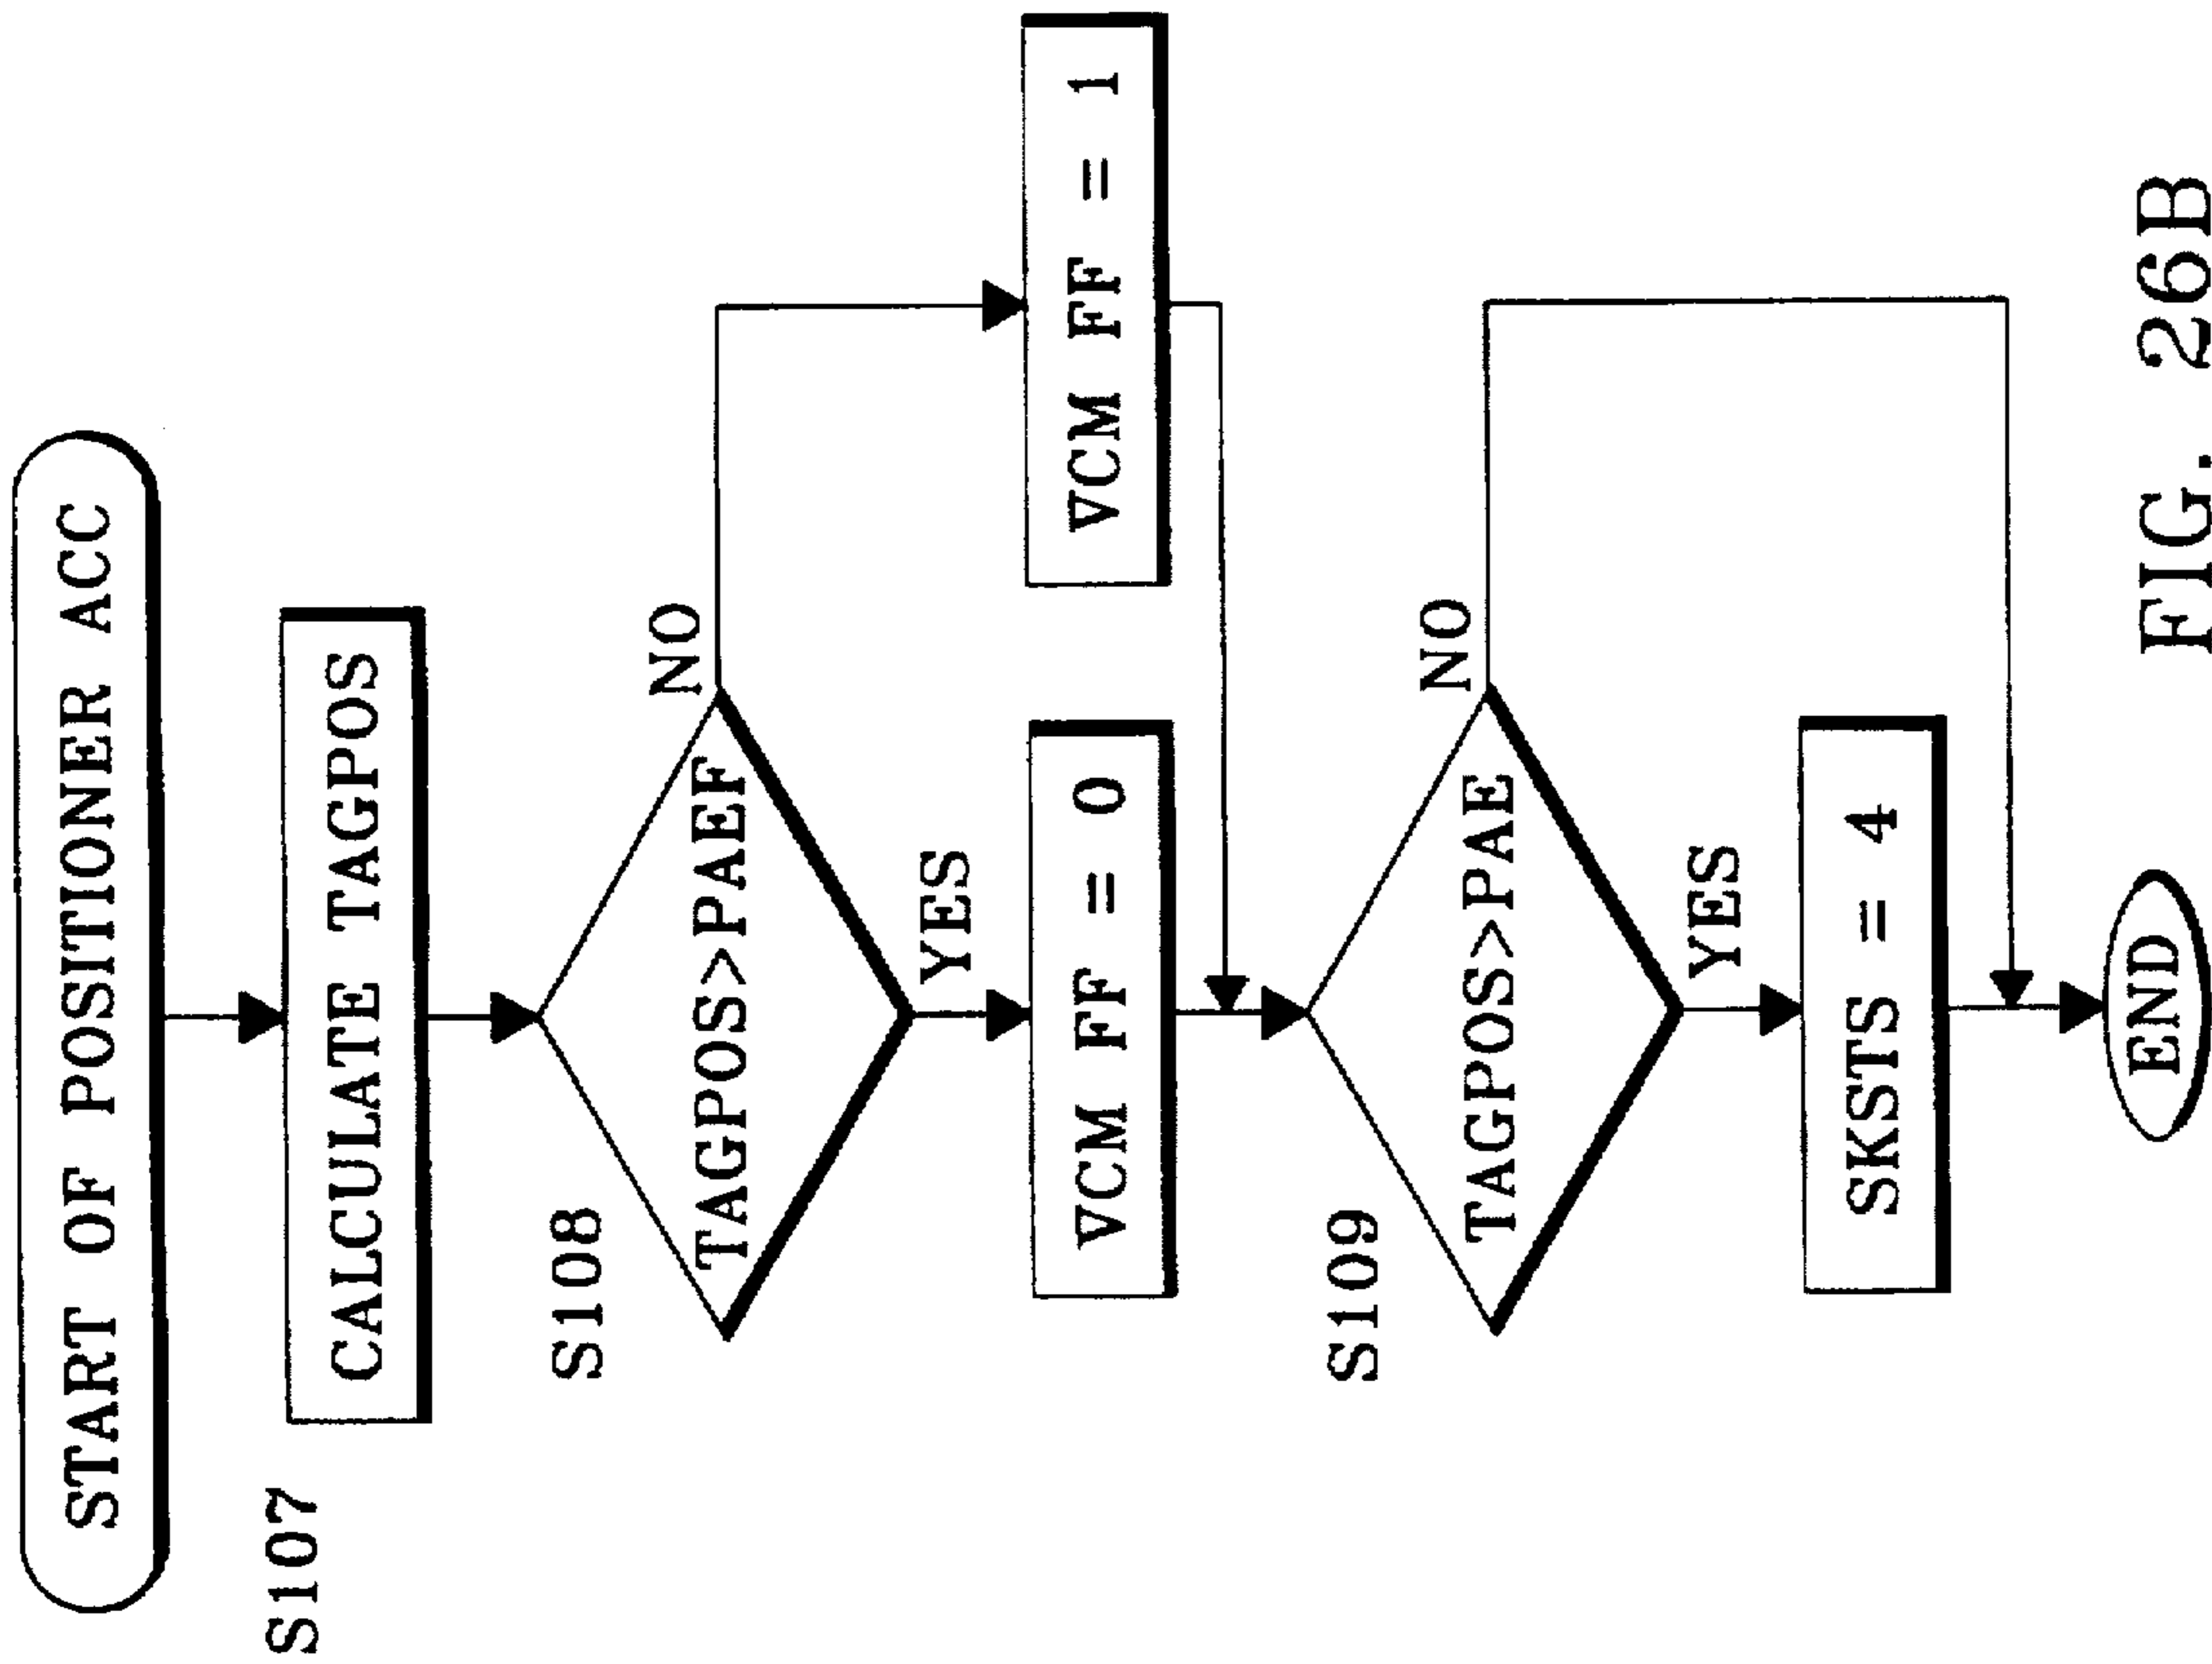 START OF POSITIONER ACC
S107
CALCULATE TAGPOS
S108
TAGPOS>PAEF
NO
YES
VCM FF = 0
VCM FF = 1
S109
TAGPOS>PAE
NO
YES
SKSTS = 4
END
FIG. 26B